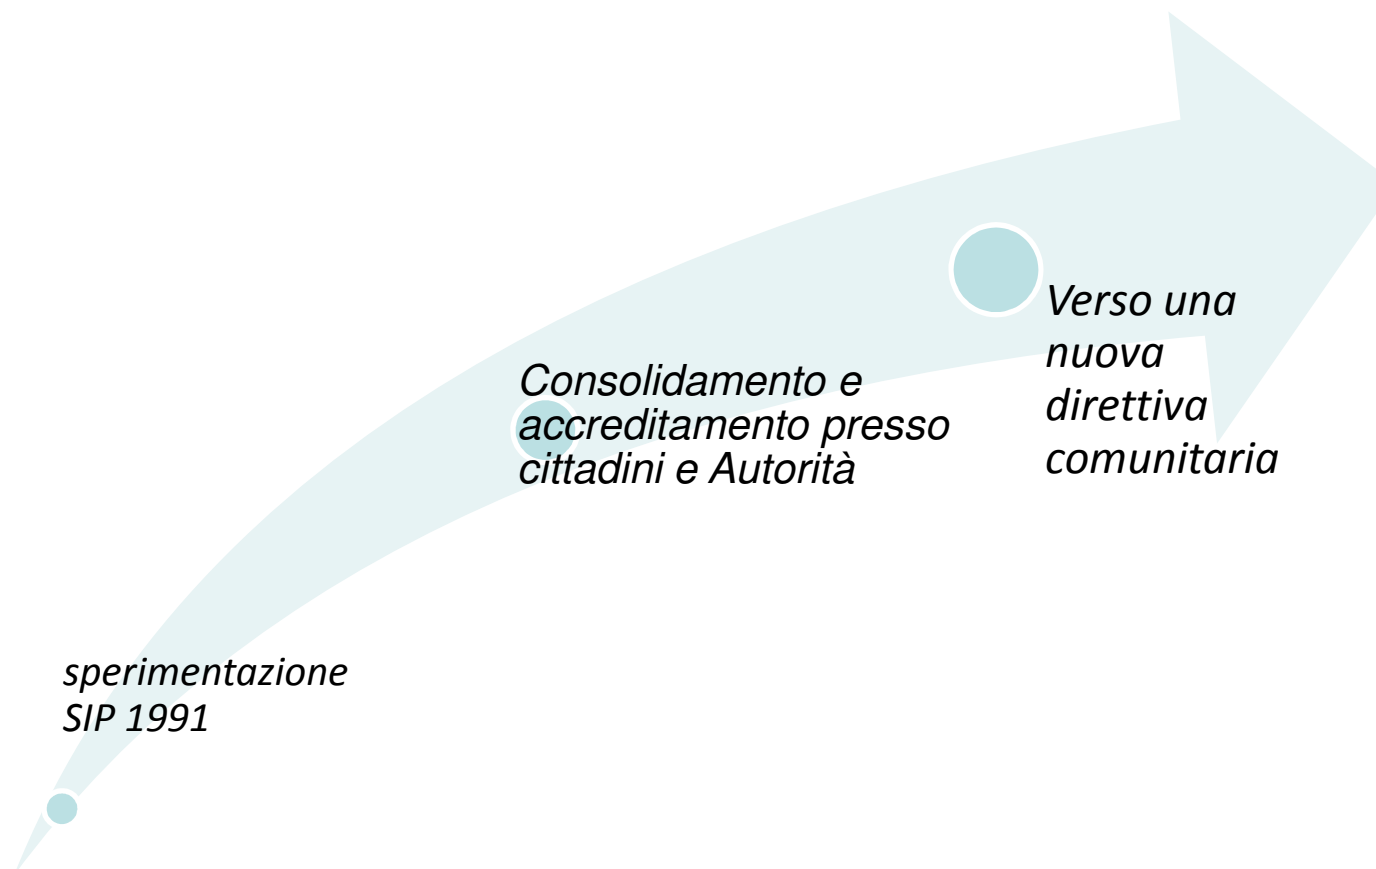 sperimentazione
SIP 1991
Consolidamento e
accreditamento presso
cittadini e Autorità
Verso una
nuova
direttiva
comunitaria